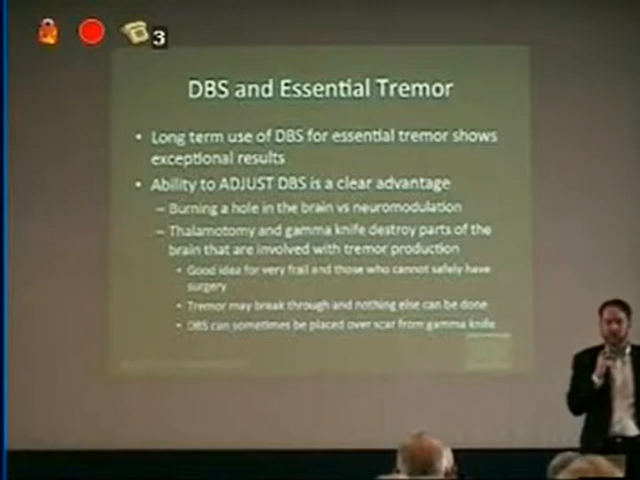 3
DBS and Essential Tremor
• Long term use of DBS for essential tremor shows
exceptional results
• Ability to ADJUST DBS is a clear advantage
– Burning a hole in the brain vs neuromodulation
– Thalamotomy and gamma knife destroy parts of the
brain that are involved with tremor production
• Good idea for very frail and those who cannot safely have
surgery
• Tremor may break through and nothing else can be done
• DBS can sometimes be placed over scar from gamma knife